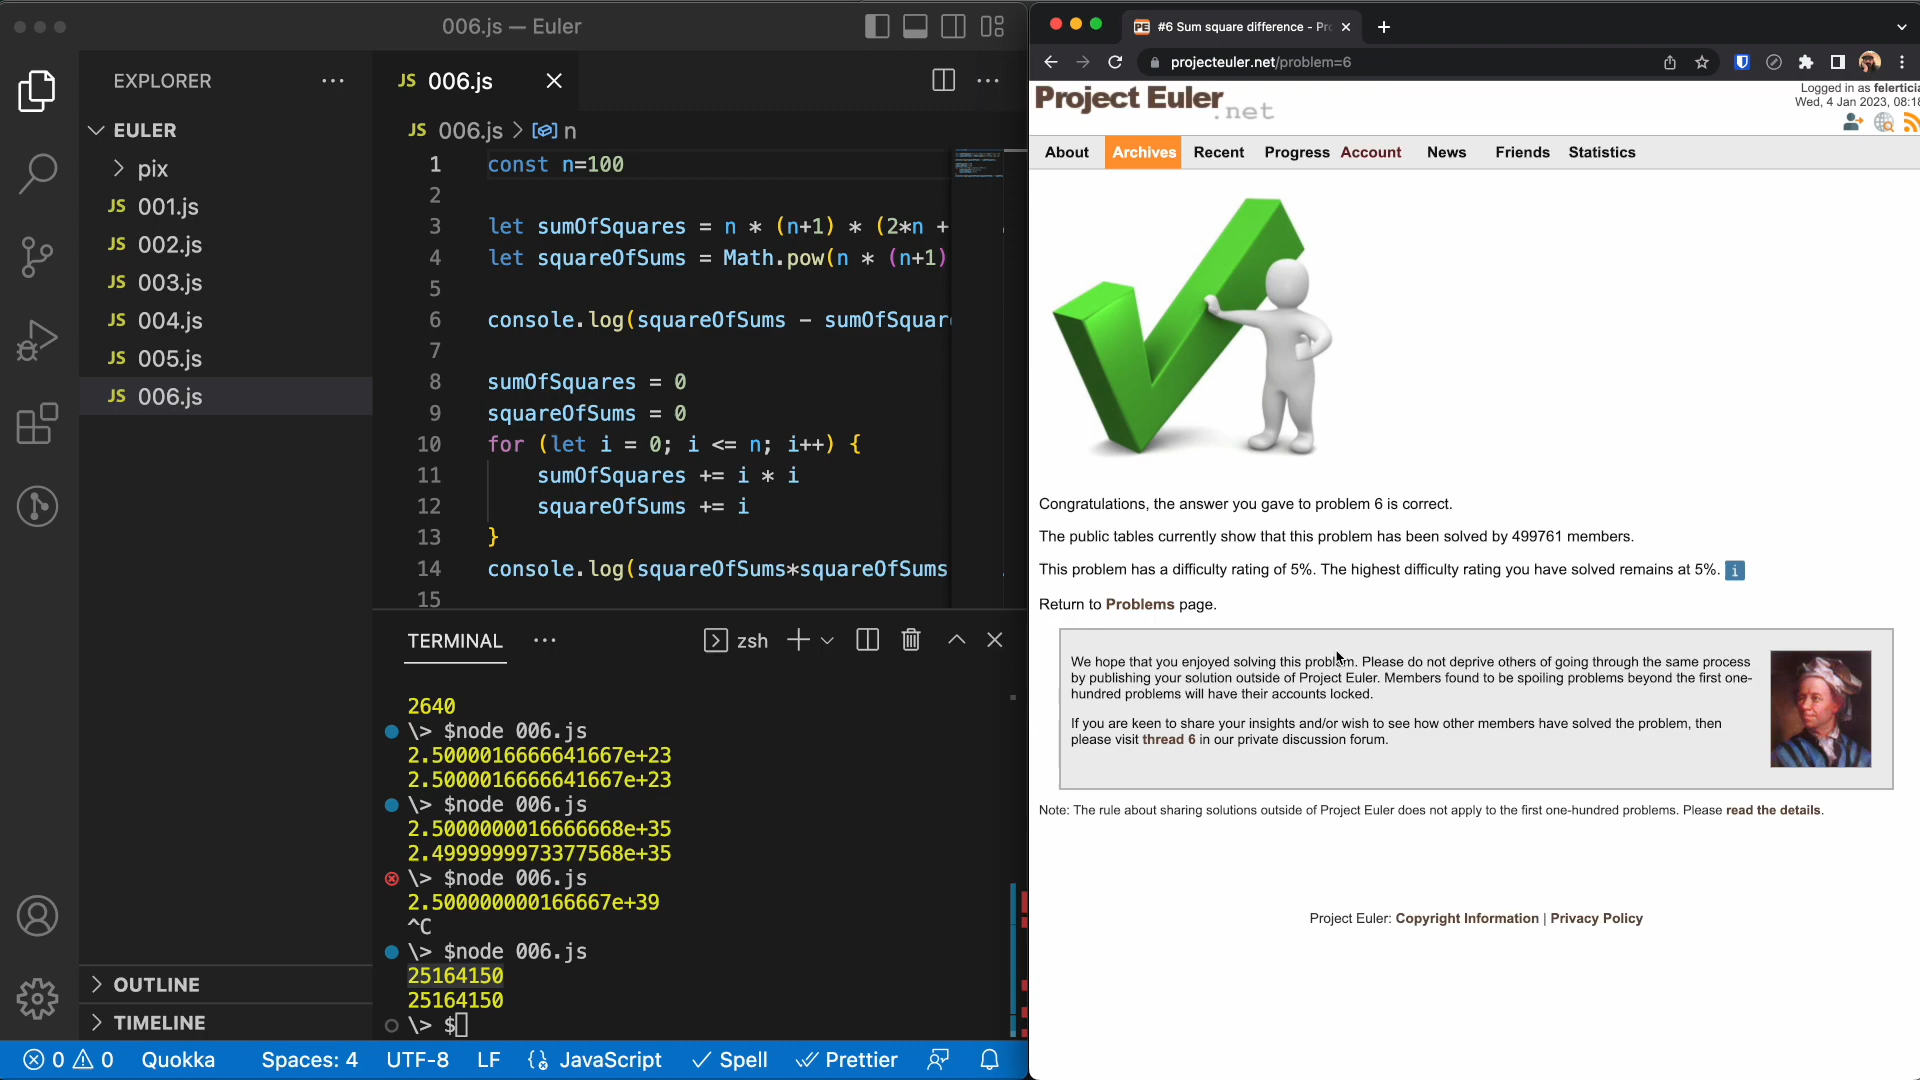 006.js — Euler
EXPLORER
EULER
pix
JS 001.js
JS 002.js
JS 003.js
JS 004.js
JS 005.js
JS 006.js
OUTLINE
TIMELINE
JS 006.js
JS 006.js > n
1 const n=100
2
3 let sumOfSquares = n * (n+1) * (2*n +
4 let squareOfSums = Math.pow(n * (n+1)
5
6 console.log(squareOfSums - sumOfSquar
7
8 sumOfSquares = 0
9 squareOfSums = 0
10 for (let i = 0; i <= n; i++) {
11 sumOfSquares += i * i
12 squareOfSums += i
13 }
14 console.log(squareOfSums*squareOfSums
15
TERMINAL
zsh
2640
\> $node 006.js
2.5000016666641667e+23
2.5000016666641667e+23
\> $node 006.js
2.5000000016666668e+35
2.4999999973377568e+35
\> $node 006.js
2.500000000166667e+39
^C
\> $node 006.js
25164150
25164150
\> $
0 0 Quokka Spaces: 4 UTF-8 LF {} JavaScript Spell Prettier
PE #6 Sum square difference - Pr
projecteuler.net/problem=6
Project Euler.net
Logged in as felertici
Wed, 4 Jan 2023, 08:18
About Archives Recent Progress Account News Friends Statistics
Congratulations, the answer you gave to problem 6 is correct.
The public tables currently show that this problem has been solved by 499761 members.
This problem has a difficulty rating of 5%. The highest difficulty rating you have solved remains at 5%. i
Return to Problems page.
We hope that you enjoyed solving this problem. Please do not deprive others of going through the same process
by publishing your solution outside of Project Euler. Members found to be spoiling problems beyond the first one-
hundred problems will have their accounts locked.
If you are keen to share your insights and/or wish to see how other members have solved the problem, then
please visit thread 6 in our private discussion forum.
Note: The rule about sharing solutions outside of Project Euler does not apply to the first one-hundred problems. Please read the details.
Project Euler: Copyright Information | Privacy Policy